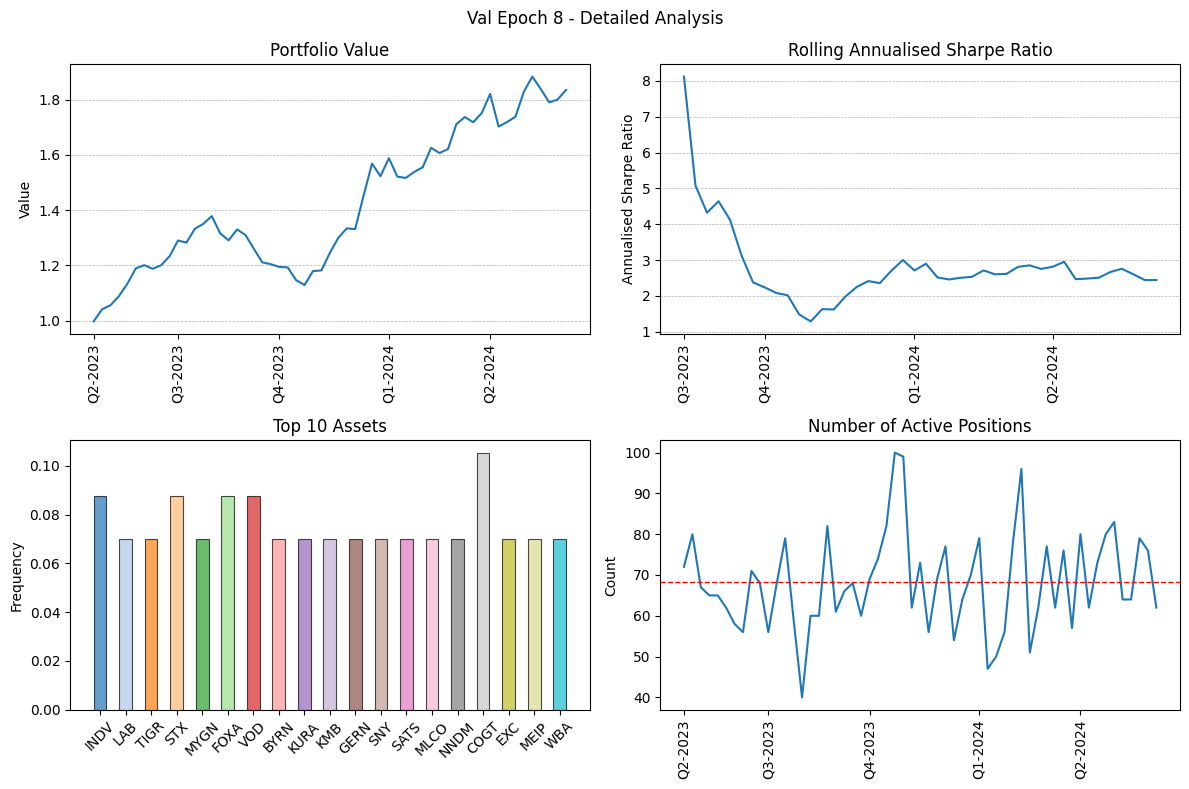 Val Epoch 8 - Detailed Analysis
Portfolio Value
Value
1.8
1.6
1.4
1.2
1.0
Q2-2023
Q3-2023
Q4-2023
Q1-2024
Q2-2024
Rolling Annualised Sharpe Ratio
Annualised Sharpe Ratio
8
7
6
5
4
3
2
1
Q3-2023
Q4-2023
Q1-2024
Q2-2024
Top 10 Assets
Frequency
0.10
0.08
0.06
0.04
0.02
0.00
INDV
LAB
TIGR
STX
MYGN
FOXA
VOD
BYRN
KURA
KMB
GERN
SNY
SATS
MLCO
NNDM
COGT
EXC
MEIP
WBA
Number of Active Positions
Count
100
90
80
70
60
50
40
Q2-2023
Q3-2023
Q4-2023
Q1-2024
Q2-2024